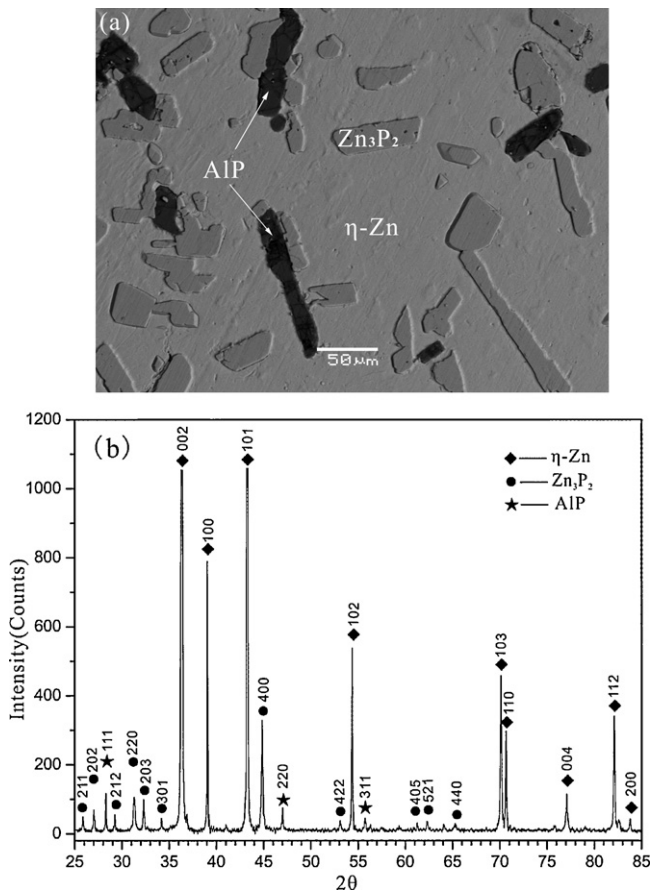 (a)
Zn₃P₂
AlP
η-Zn
50μm
(b)
Intensity(Counts)
1200
1000
800
600
400
200
0
002
101
η-Zn
Zn₃P₂
AlP
100
102
103
110
400
112
004
200
211
202
111
212
220
203
301
220
422
311
405
521
440
25 30 35 40 45 50 55 60 65 70 75 80 85
2θ